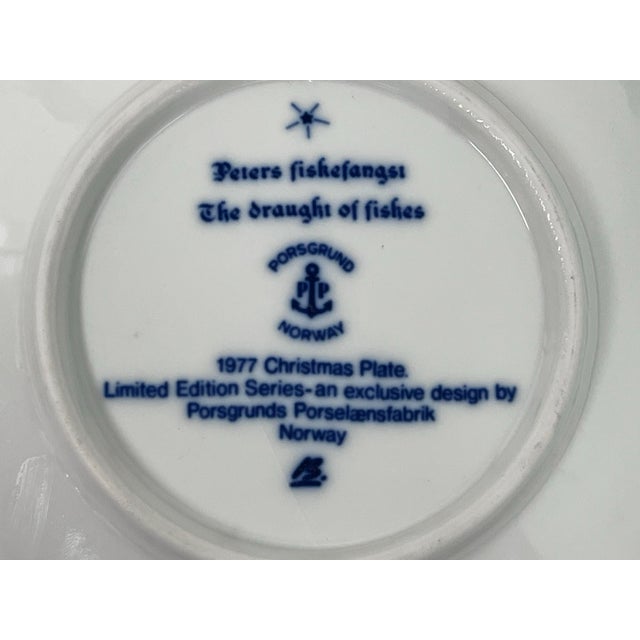 Peters fiskefangst
The draught of fishes
PORSGRUND
P P
NORWAY
1977 Christmas Plate.
Limited Edition Series-an exclusive design by
Porsgrunds Porselænsfabrik
Norway